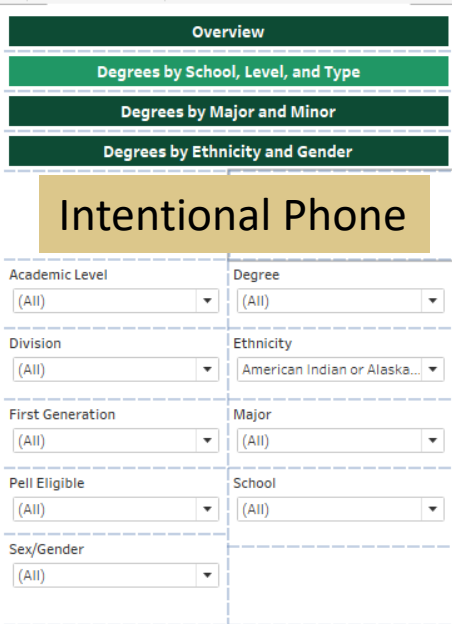 Overview
Degrees by School, Level, and Type
Degrees by Major and Minor
Degrees by Ethnicity and Gender
Intentional Phone
Academic Level
(All)
Degree
(All)
Division
(All)
Ethnicity
American Indian or Alaska...
First Generation
(All)
Major
(All)
Pell Eligible
(All)
School
(All)
Sex/Gender
(All)